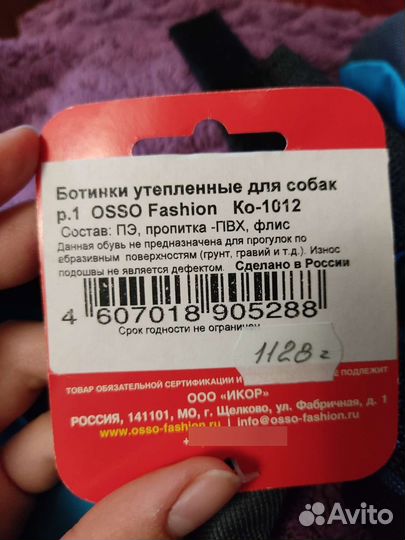 Ботинки утепленные для собак
р.1 OSSO Fashion Ко-1012
Состав: ПЭ, пропитка -ПВХ, флис
Данная обувь не предназначена для прогулок по
абразивным поверхностям (грунт, гравий и т.д.). Износ
подошвы не является дефектом. Сделано в России
4 607018 905288
Срок годности не ограничен
1128 г
ТОВАР ОБЯЗАТЕЛЬНОЙ СЕРТИФИКАЦИИ И ПОДЛЕЖИТ
ООО «ИКОР»
РОССИЯ, 141101, МО, г. Щелково, ул. Фабричная, д. 1
www.osso-fashion.ru | info@osso-fashion.ru
Avito